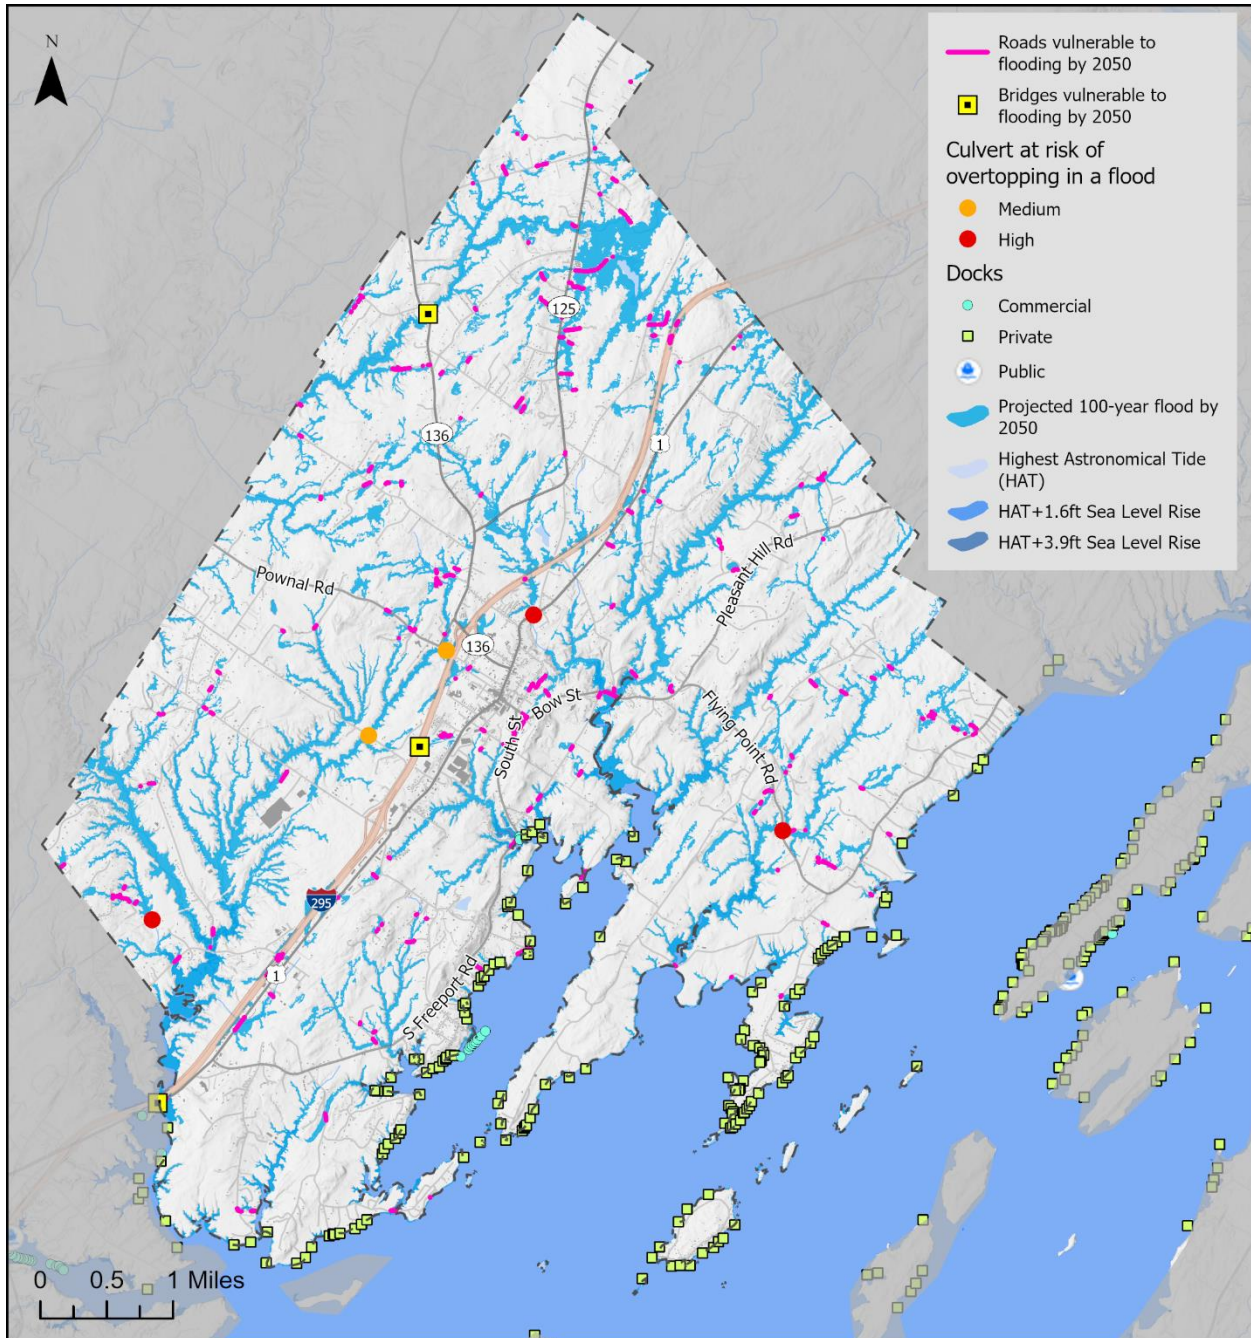 N
Roads vulnerable to
flooding by 2050
Bridges vulnerable to
flooding by 2050
Culvert at risk of
overtopping in a flood
Medium
High
Docks
Commercial
Private
Public
Projected 100-year flood by
2050
Highest Astronomical Tide
(HAT)
HAT+1.6ft Sea Level Rise
HAT+3.9ft Sea Level Rise
125
136
1
Pleasant Hill Rd
Pownal Rd
136
Bow St
South St
Flying Point Rd
295
1
S Freeport Rd
0 0.5 1 Miles